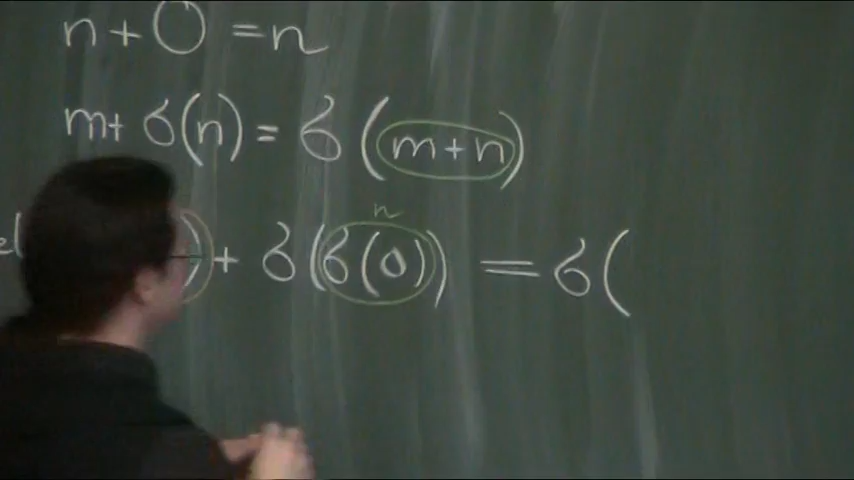 n + 0 = n
m + σ(n) = σ(m + n)
n
) + σ(σ(0)) = σ(